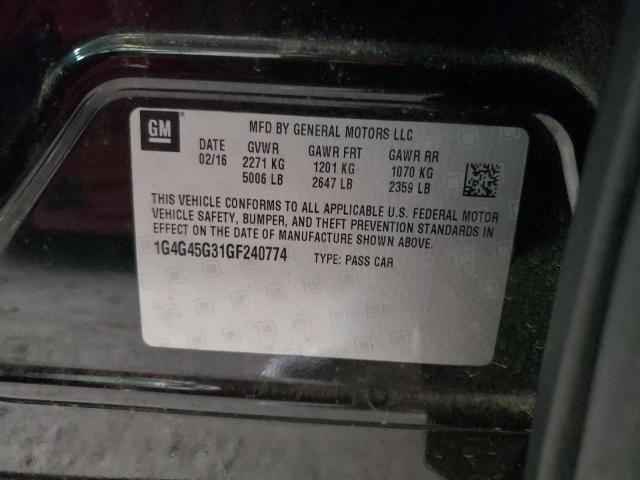 GM
MFD BY GENERAL MOTORS LLC
DATE GVWR GAWR FRT GAWR RR
02/16 2271 KG 1201 KG 1070 KG
5006 LB 2647 LB 2359 LB
THIS VEHICLE CONFORMS TO ALL APPLICABLE U.S. FEDERAL MOTOR
VEHICLE SAFETY, BUMPER, AND THEFT PREVENTION STANDARDS IN
EFFECT ON THE DATE OF MANUFACTURE SHOWN ABOVE.
1G4G45G31GF240774 TYPE: PASS CAR